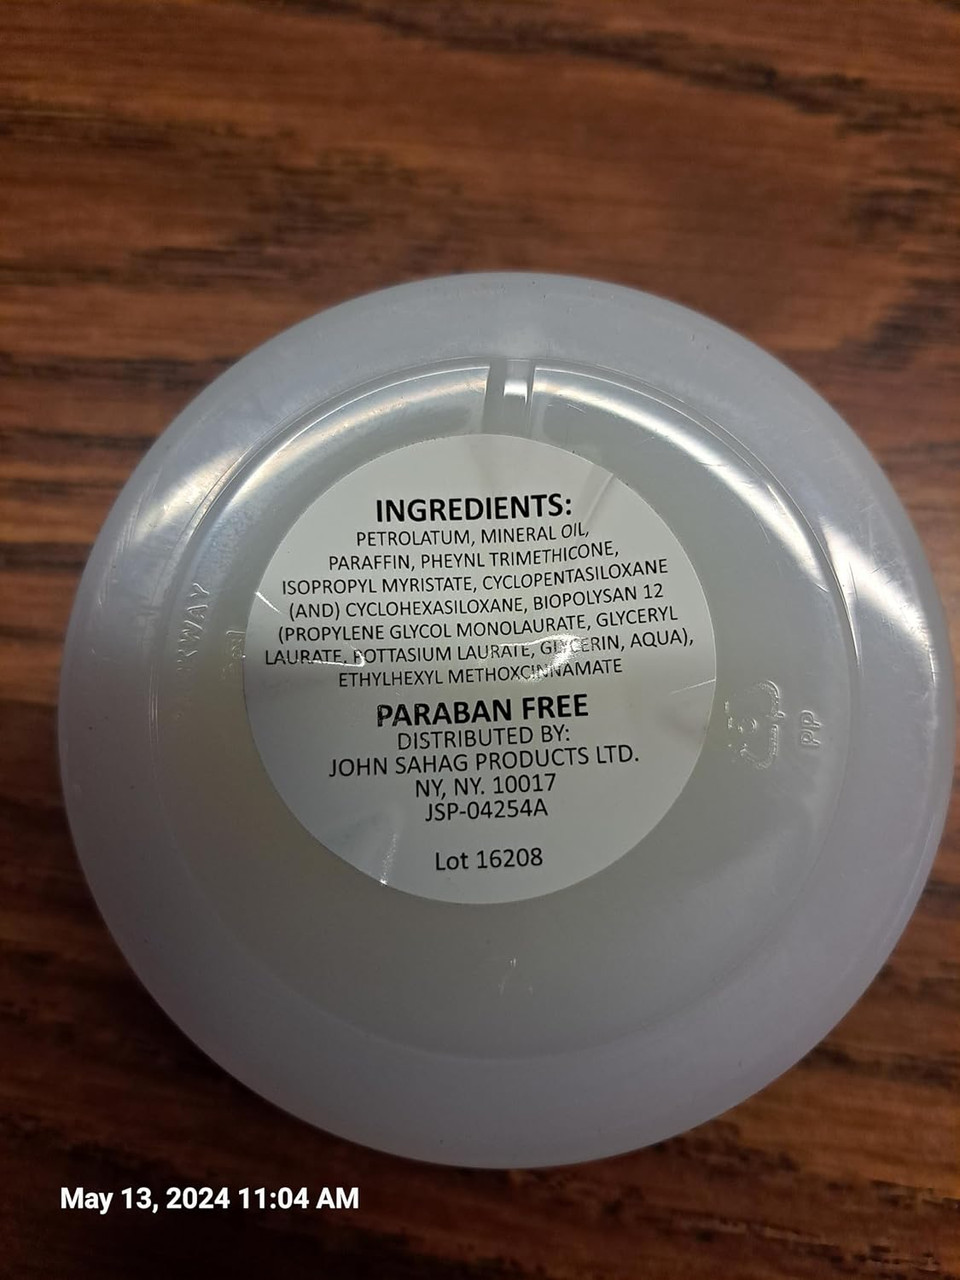 INGREDIENTS:
PETROLATUM, MINERAL OIL,
PARAFFIN, PHEYNL TRIMETHICONE,
ISOPROPYL MYRISTATE, CYCLOPENTASILOXANE
(AND) CYCLOHEXASILOXANE, BIOPOLYSAN 12
(PROPYLENE GLYCOL MONOLAURATE, GLYCERYL
LAURATE, POTTASIUM LAURATE, GLYCERIN, AQUA),
ETHYLHEXYL METHOXCINNAMATE
PARABAN FREE
DISTRIBUTED BY:
JOHN SAHAG PRODUCTS LTD.
NY, NY. 10017
JSP-04254A
Lot 16208
PP
May 13, 2024 11:04 AM